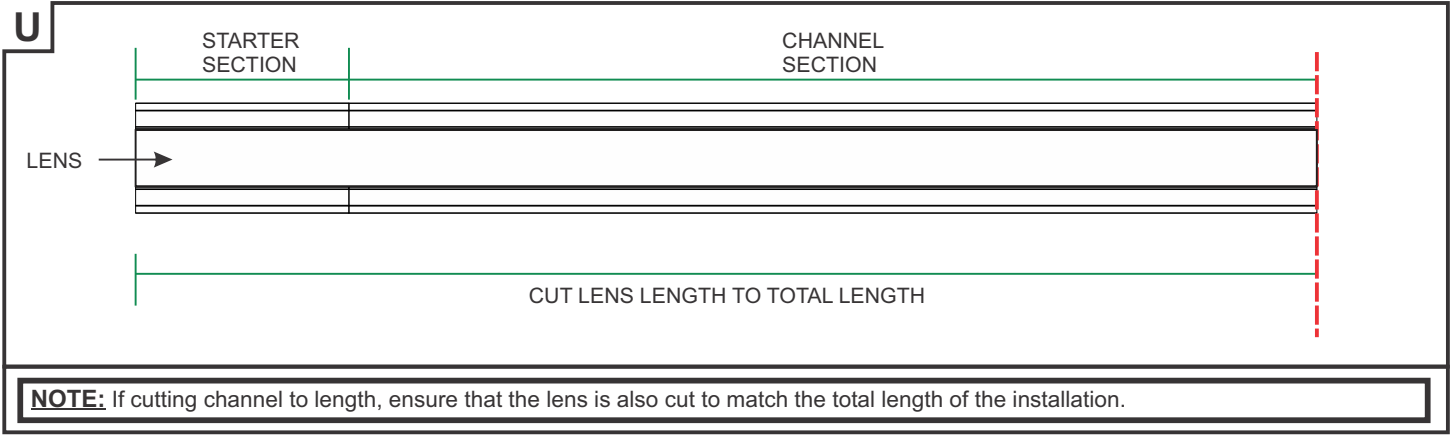 U
STARTER
SECTION
CHANNEL
SECTION
LENS
CUT LENS LENGTH TO TOTAL LENGTH
NOTE: If cutting channel to length, ensure that the lens is also cut to match the total length of the installation.